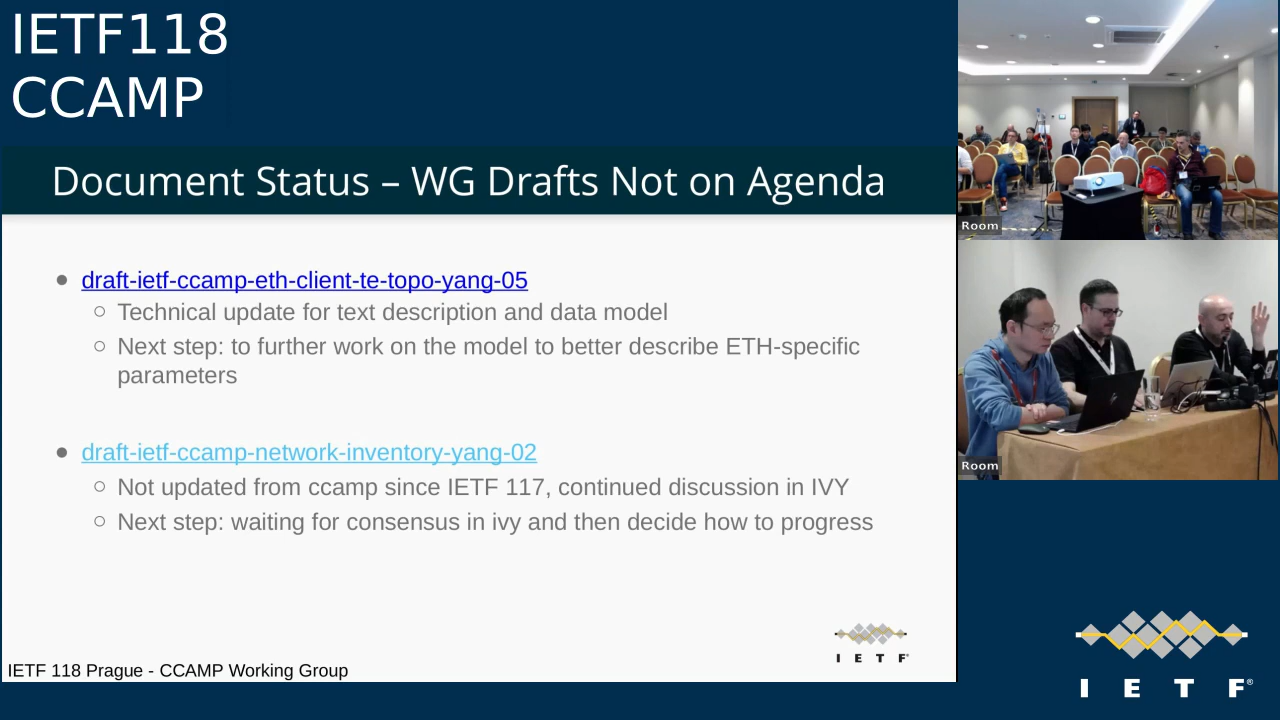 IETF118
CCAMP
Document Status – WG Drafts Not on Agenda
draft-ietf-ccamp-eth-client-te-topo-yang-05
Technical update for text description and data model
Next step: to further work on the model to better describe ETH-specific
parameters
draft-ietf-ccamp-network-inventory-yang-02
Not updated from ccamp since IETF 117, continued discussion in IVY
Next step: waiting for consensus in ivy and then decide how to progress
I E T F®
IETF 118 Prague - CCAMP Working Group
Room
Room
I E T F®